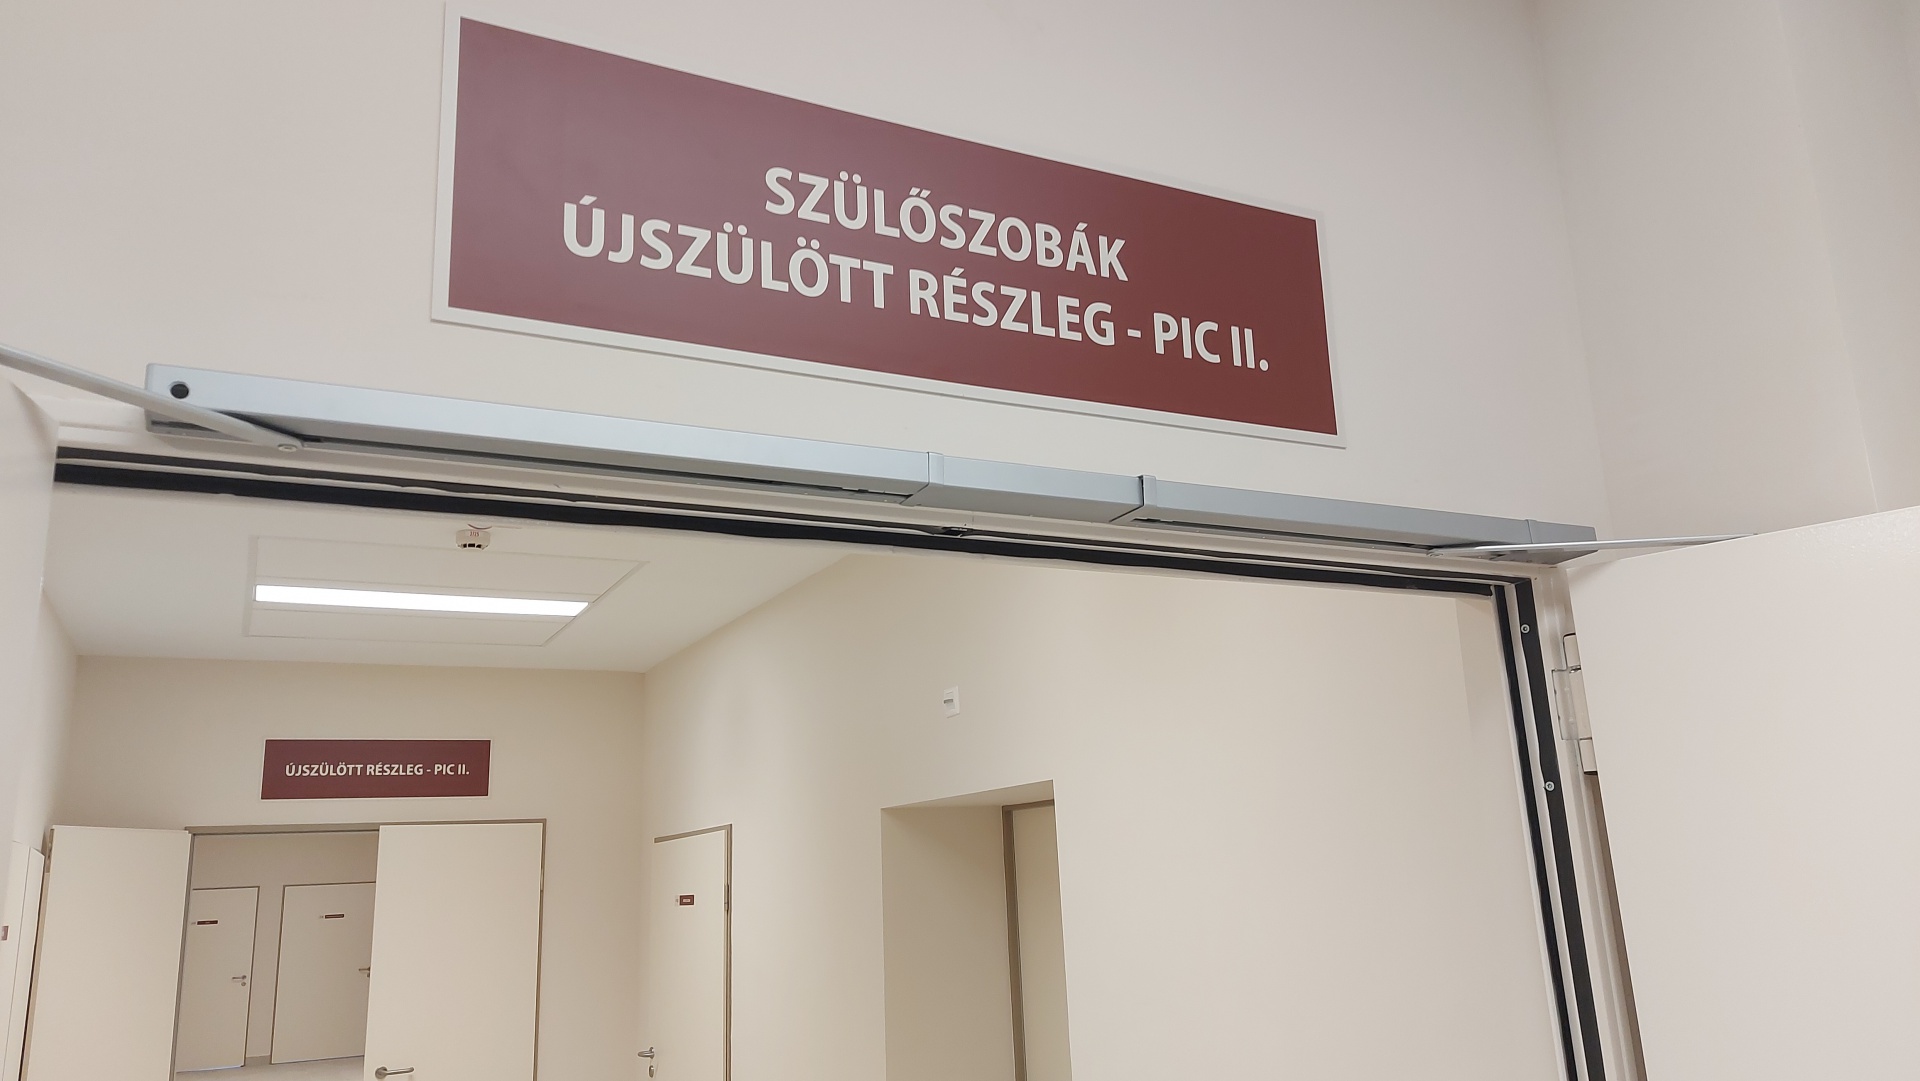 SZÜLŐSZOBÁK
ÚJSZÜLÖTT RÉSZLEG - PIC II.
ÚJSZÜLÖTT RÉSZLEG - PIC II.